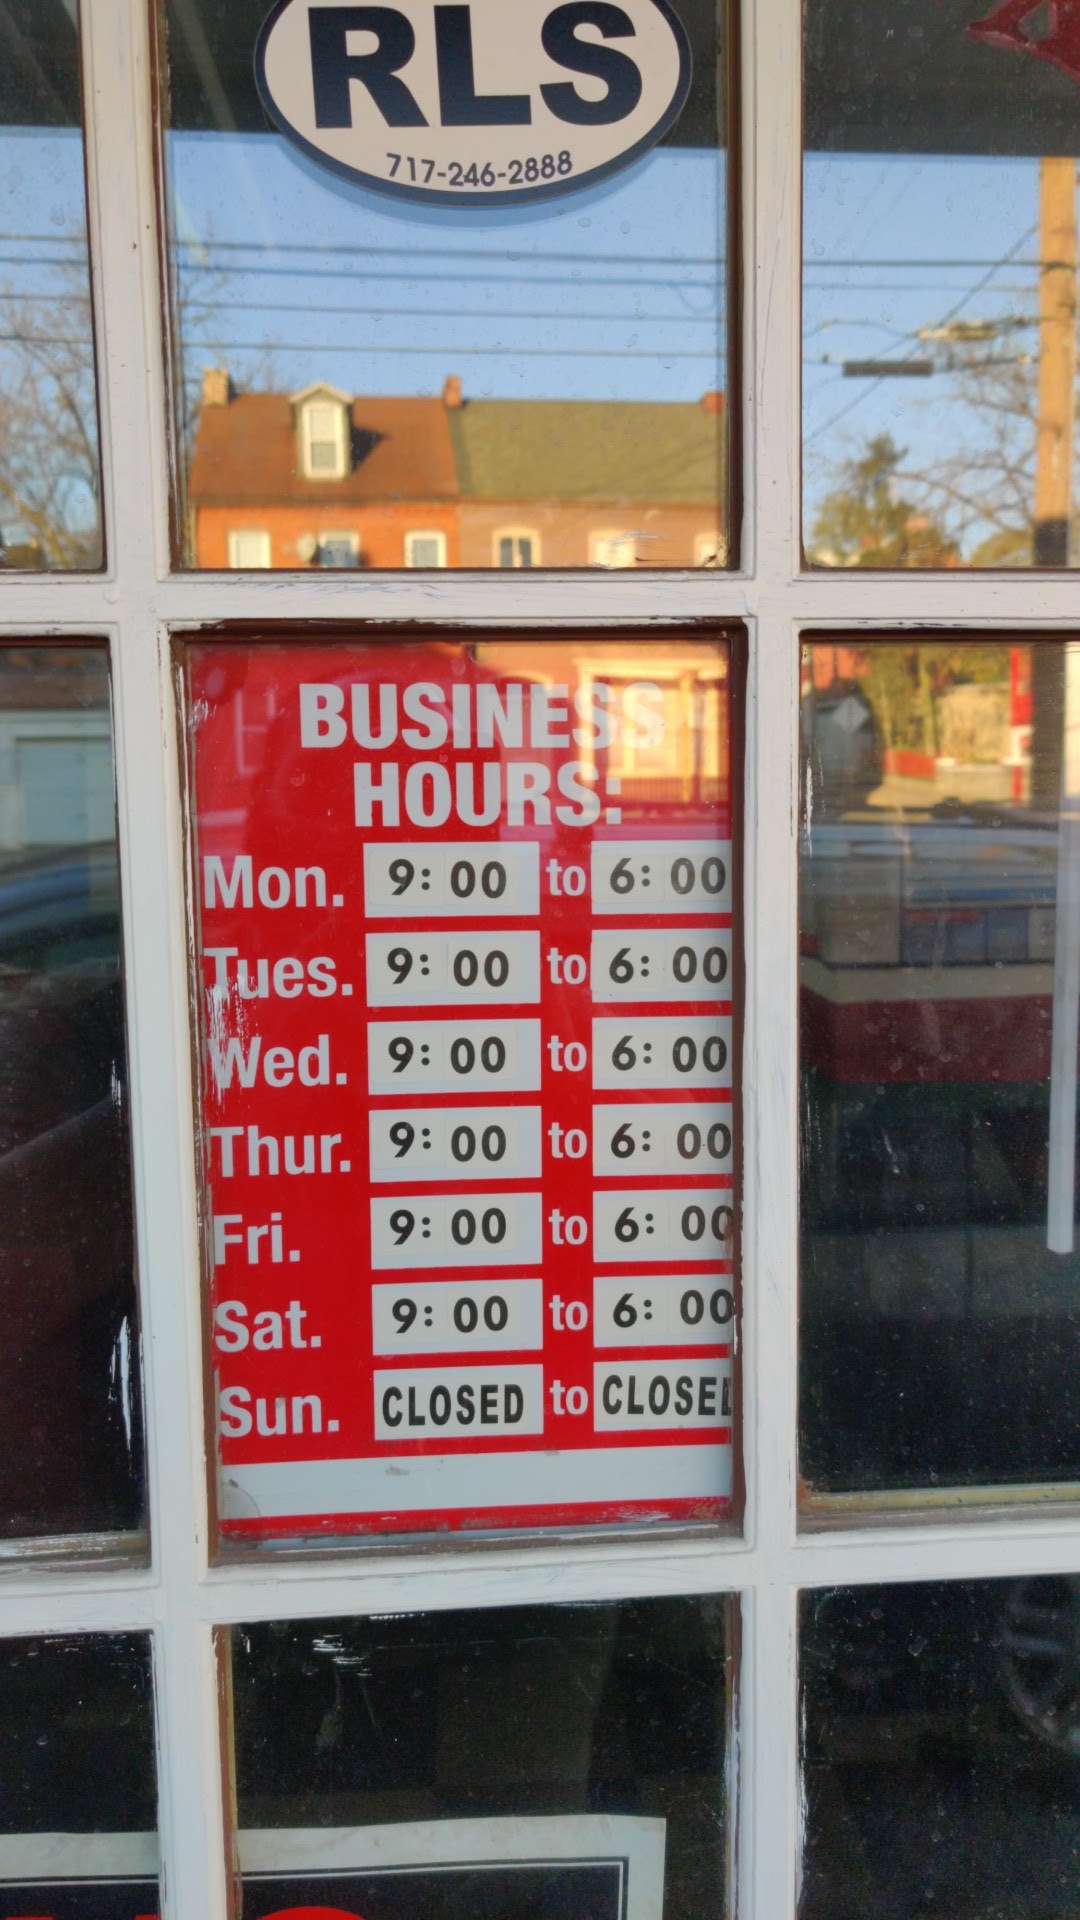 RLS
717-246-2888
BUSINESS
HOURS:
Mon. 9:00 to 6:00
Tues. 9:00 to 6:00
Wed. 9:00 to 6:00
Thur. 9:00 to 6:00
Fri. 9:00 to 6:00
Sat. 9:00 to 6:00
Sun. CLOSED to CLOSED